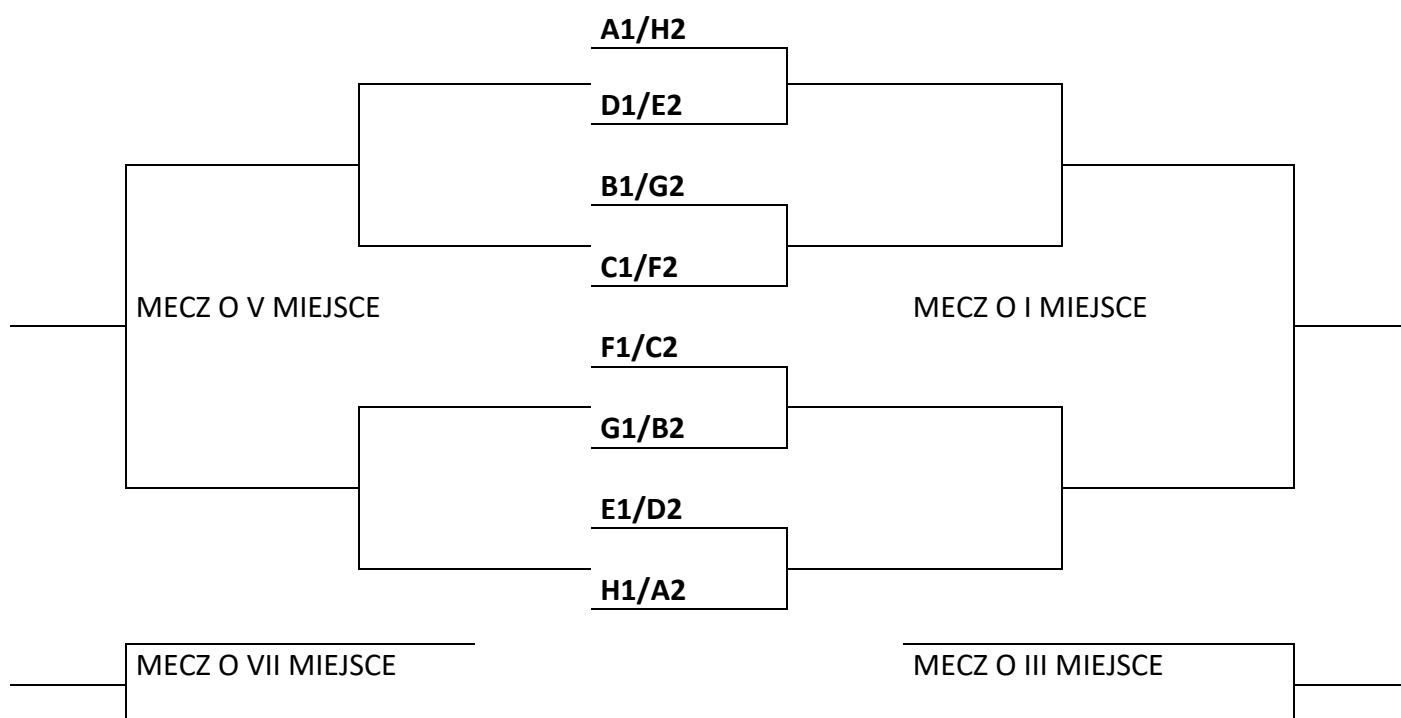 A1/H2
D1/E2
B1/G2
C1/F2
MECZ O V MIEJSCE
MECZ O I MIEJSCE
F1/C2
G1/B2
E1/D2
H1/A2
MECZ O VII MIEJSCE
MECZ O III MIEJSCE